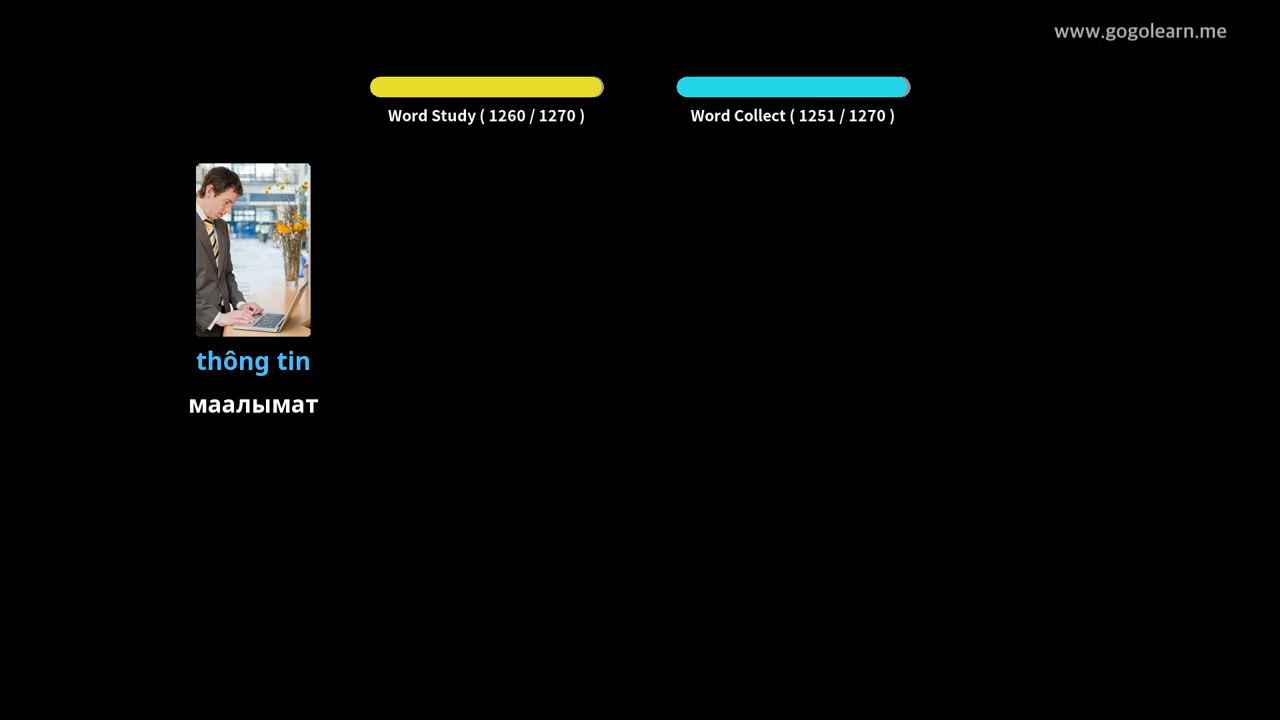 www.gogolearn.me
Word Study ( 1260 / 1270 )
Word Collect ( 1251 / 1270 )
thông tin
маалымат